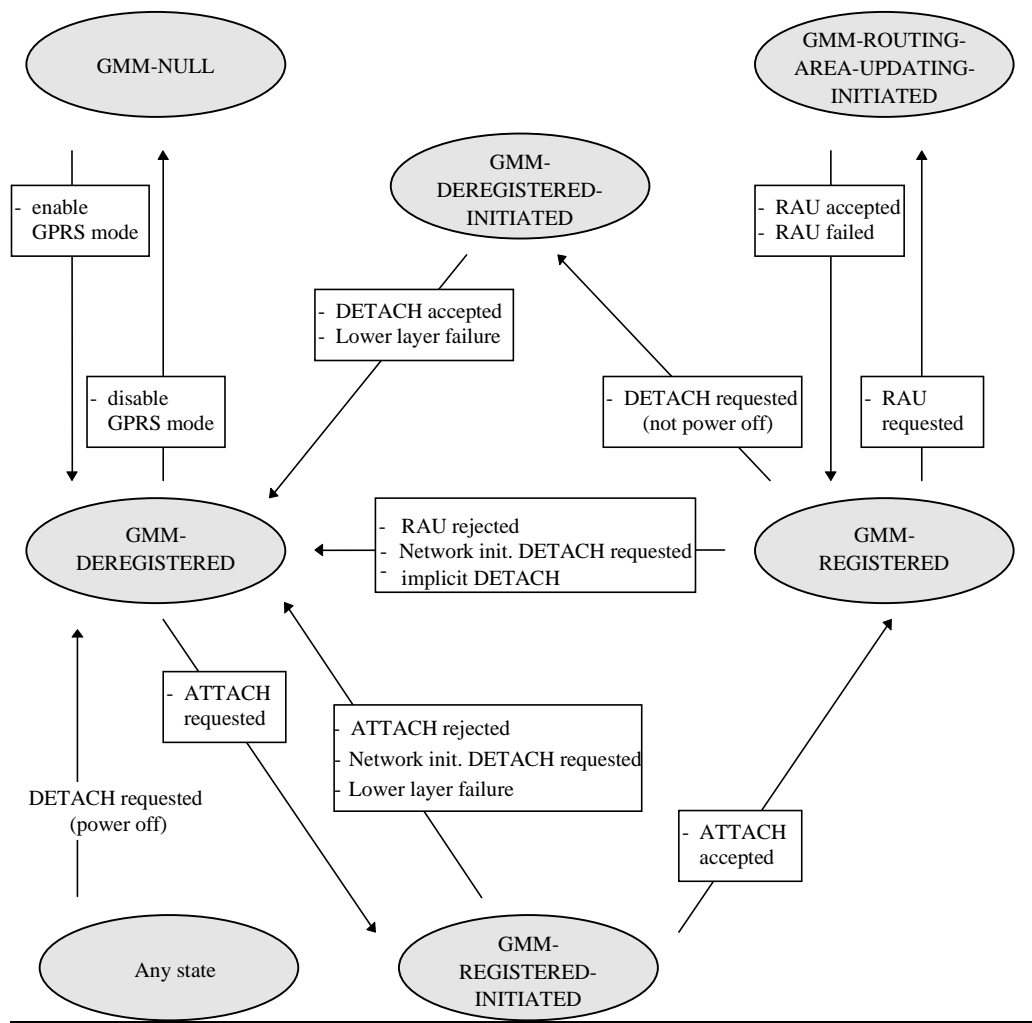 GMM-NULL
GMM-ROUTING-
AREA-UPDATING-
INITIATED
GMM-
DEREGISTERED-
INITIATED
- enable
GPRS mode
- RAU accepted
- RAU failed
- DETACH accepted
- Lower layer failure
- disable
GPRS mode
- DETACH requested
(not power off)
- RAU
requested
GMM-
DEREGISTERED
- RAU rejected
- Network init. DETACH requested
- implicit DETACH
GMM-
REGISTERED
- ATTACH
requested
- ATTACH rejected
- Network init. DETACH requested
- Lower layer failure
DETACH requested
(power off)
- ATTACH
accepted
Any state
GMM-
REGISTERED-
INITIATED